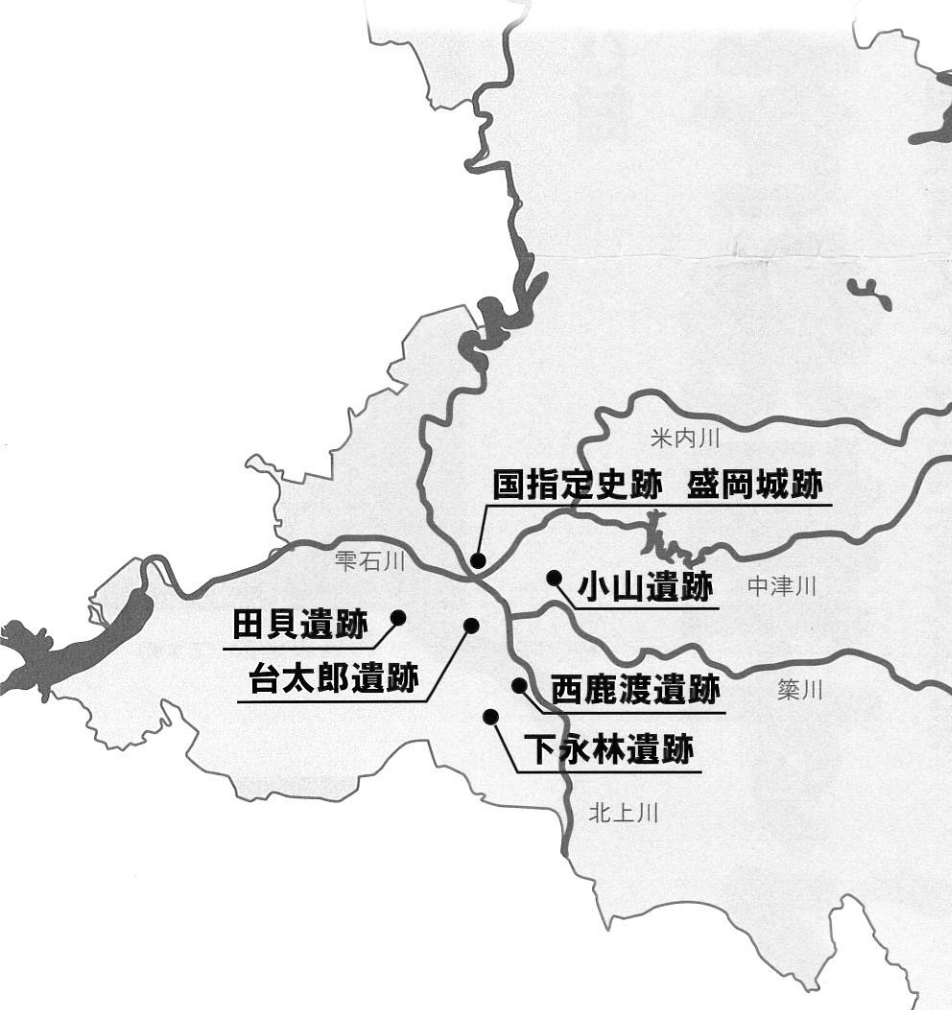 米内川
国指定史跡 盛岡城跡
雫石川
小山遺跡
中津川
田貝遺跡
台太郎遺跡
西鹿渡遺跡
簗川
下永林遺跡
北上川